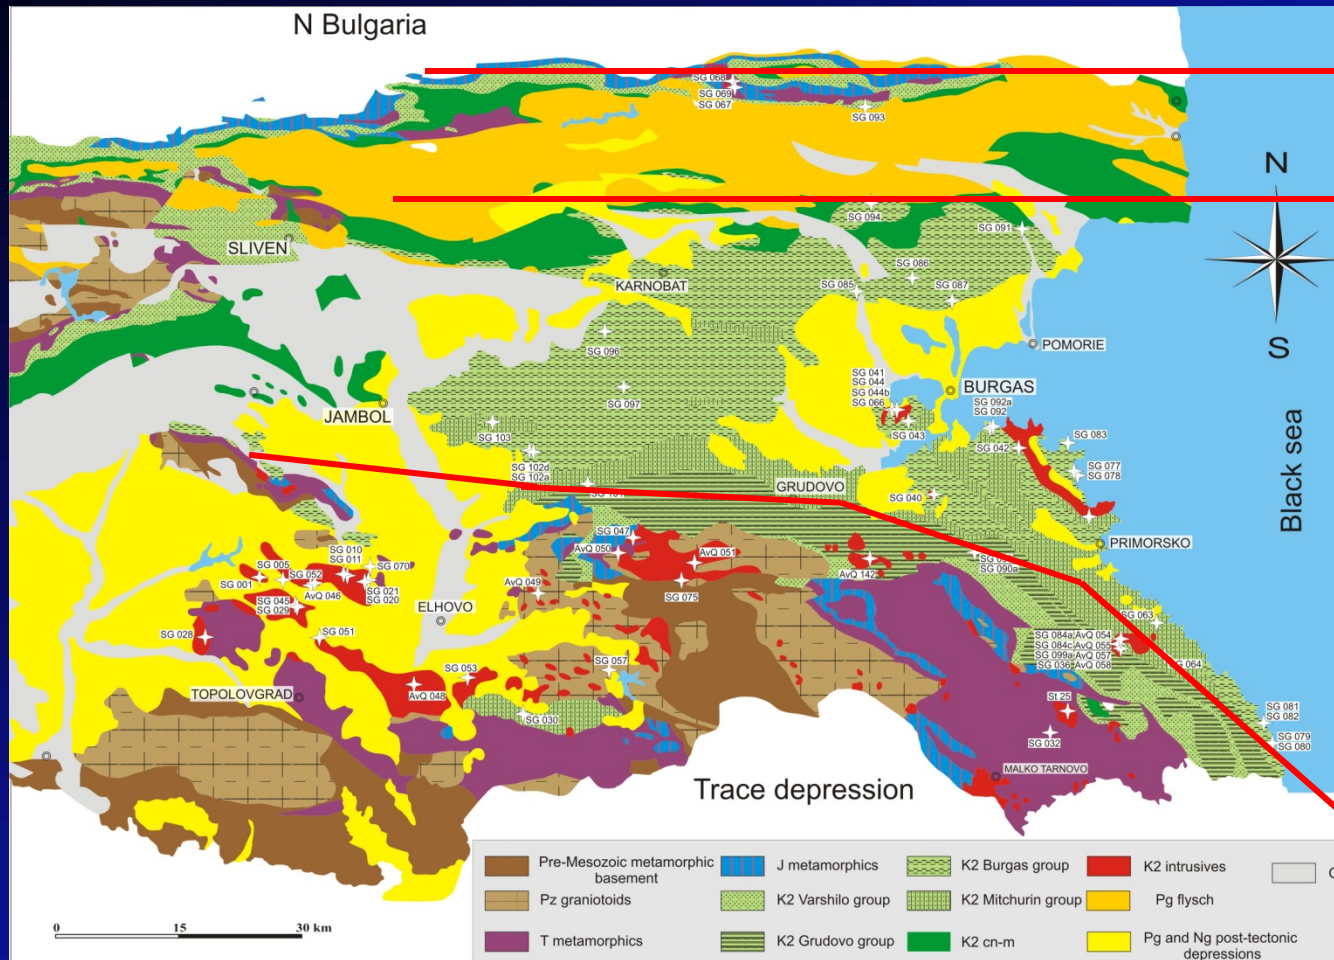 N Bulgaria
SG 068
SG 069
SG 067
SG 093
N
SG 094
SG 091
SLIVEN
KARNOBAT
SG 086
SG 085
SG 087
S
SG 096
POMORIE
SG 041
SG 044
SG 044b
SG 066
BURGAS
SG 092a
SG 092
SG 097
JAMBOL
SG 103
SG 043
SG 083
SG 042
SG 077
SG 078
Black sea
SG 102d
SG 102a
GRUDOVO
SG 040
SG 047
AvQ 050
AvQ 051
PRIMORSKO
SG 090a
AvQ 142
SG 010
SG 011
SG 070
SG 005
SG 052
SG 001
AvQ 046
SG 021
SG 020
AvQ 049
SG 075
SG 045
SG 029
ELHOVO
SG 063
SG 028
SG 051
SG 084a AvQ 054
SG 084c AvQ 055
SG 099a AvQ 057
SG 036 AvQ 058
SG 064
SG 053
SG 057
TOPOLOVGRAD
AvQ 048
St 25
SG 030
SG 081
SG 082
SG 032
SG 079
SG 080
MALKO TARNOVO
Trace depression
Pre-Mesozoic metamorphic
basement
J metamorphics
K2 Burgas group
K2 intrusives
Pz graniotoids
K2 Varshilo group
K2 Mitchurin group
Pg flysch
T metamorphics
K2 Grudovo group
K2 cn-m
Pg and Ng post-tectonic
depressions
0 15 30 km